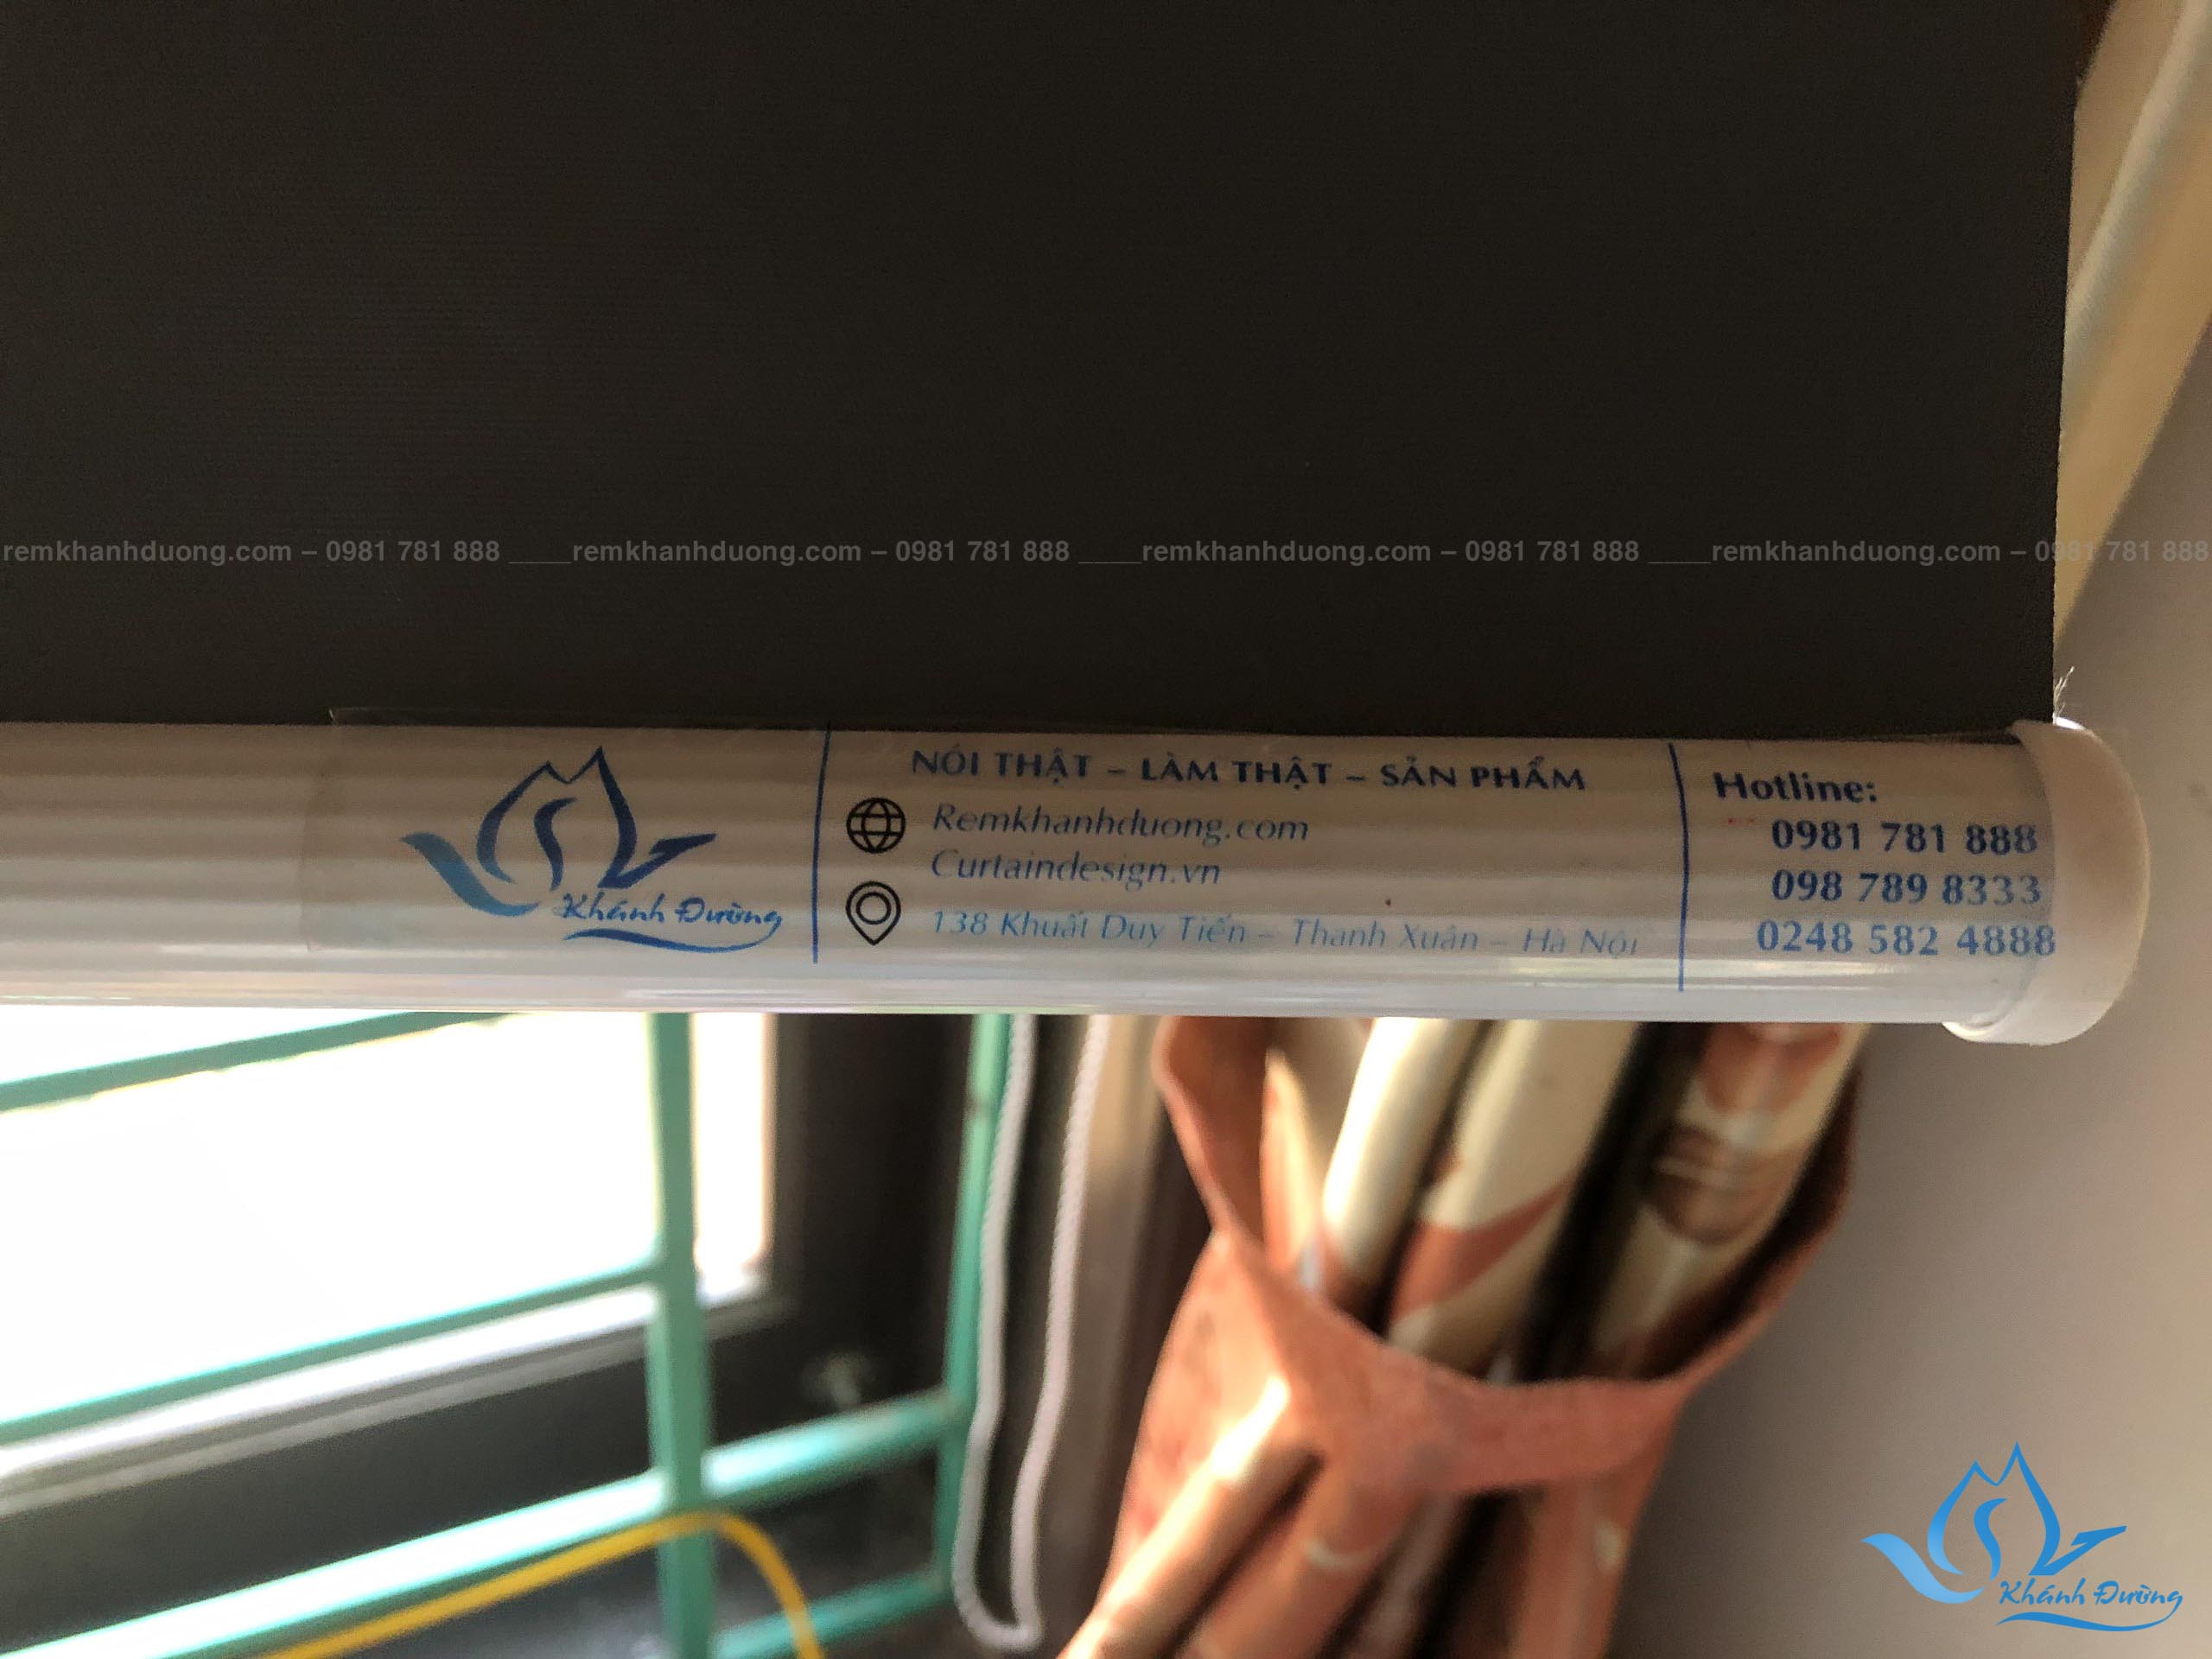 remkhanhduong.com – 0981 781 888 ____remkhanhduong.com – 0981 781 888 ____remkhanhduong.com – 0981 781 888 ____remkhanhduong.com – 0981 781 888
Khánh Đường
NÓI THẬT – LÀM THẬT – SẢN PHẨM
Remkhanhduong.com
Curtaindesign.vn
138 Khuất Duy Tiến – Thanh Xuân – Hà Nội
Hotline:
0981 781 888
098 789 8333
0248 582 4888
Khánh Đường